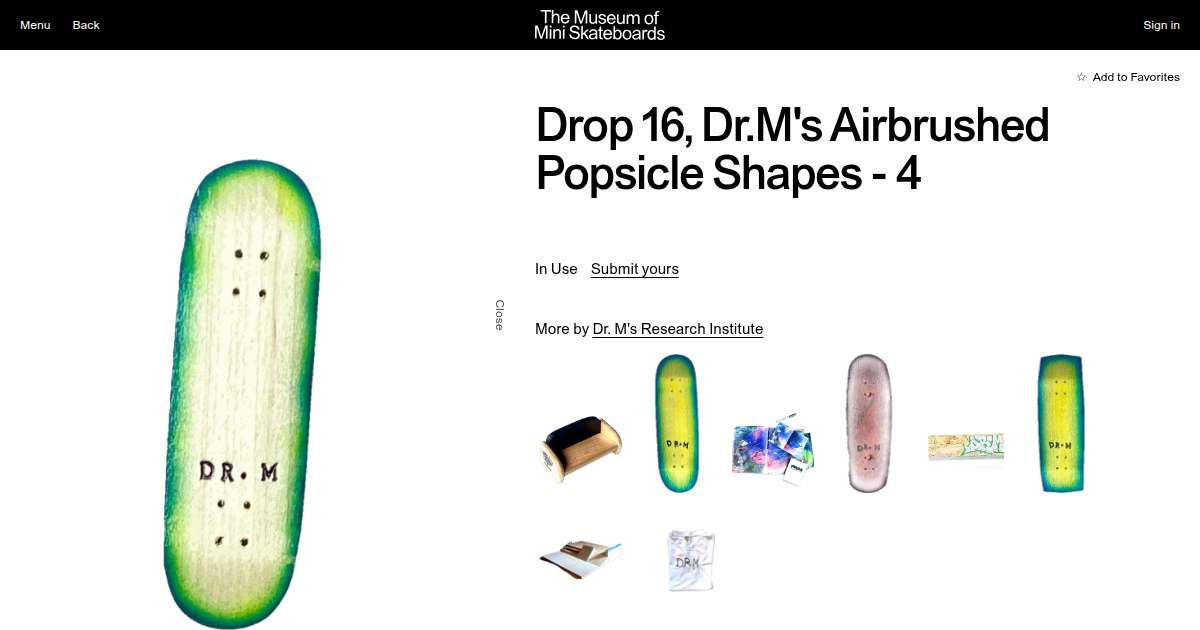 Menu
Back
The Museum of
Mini Skateboards
Sign in
☆ Add to Favorites
Drop 16, Dr.M's Airbrushed
Popsicle Shapes - 4
In Use Submit yours
Close
More by Dr. M's Research Institute
DR.M
DR.M
DR.M
DR.M
DRM